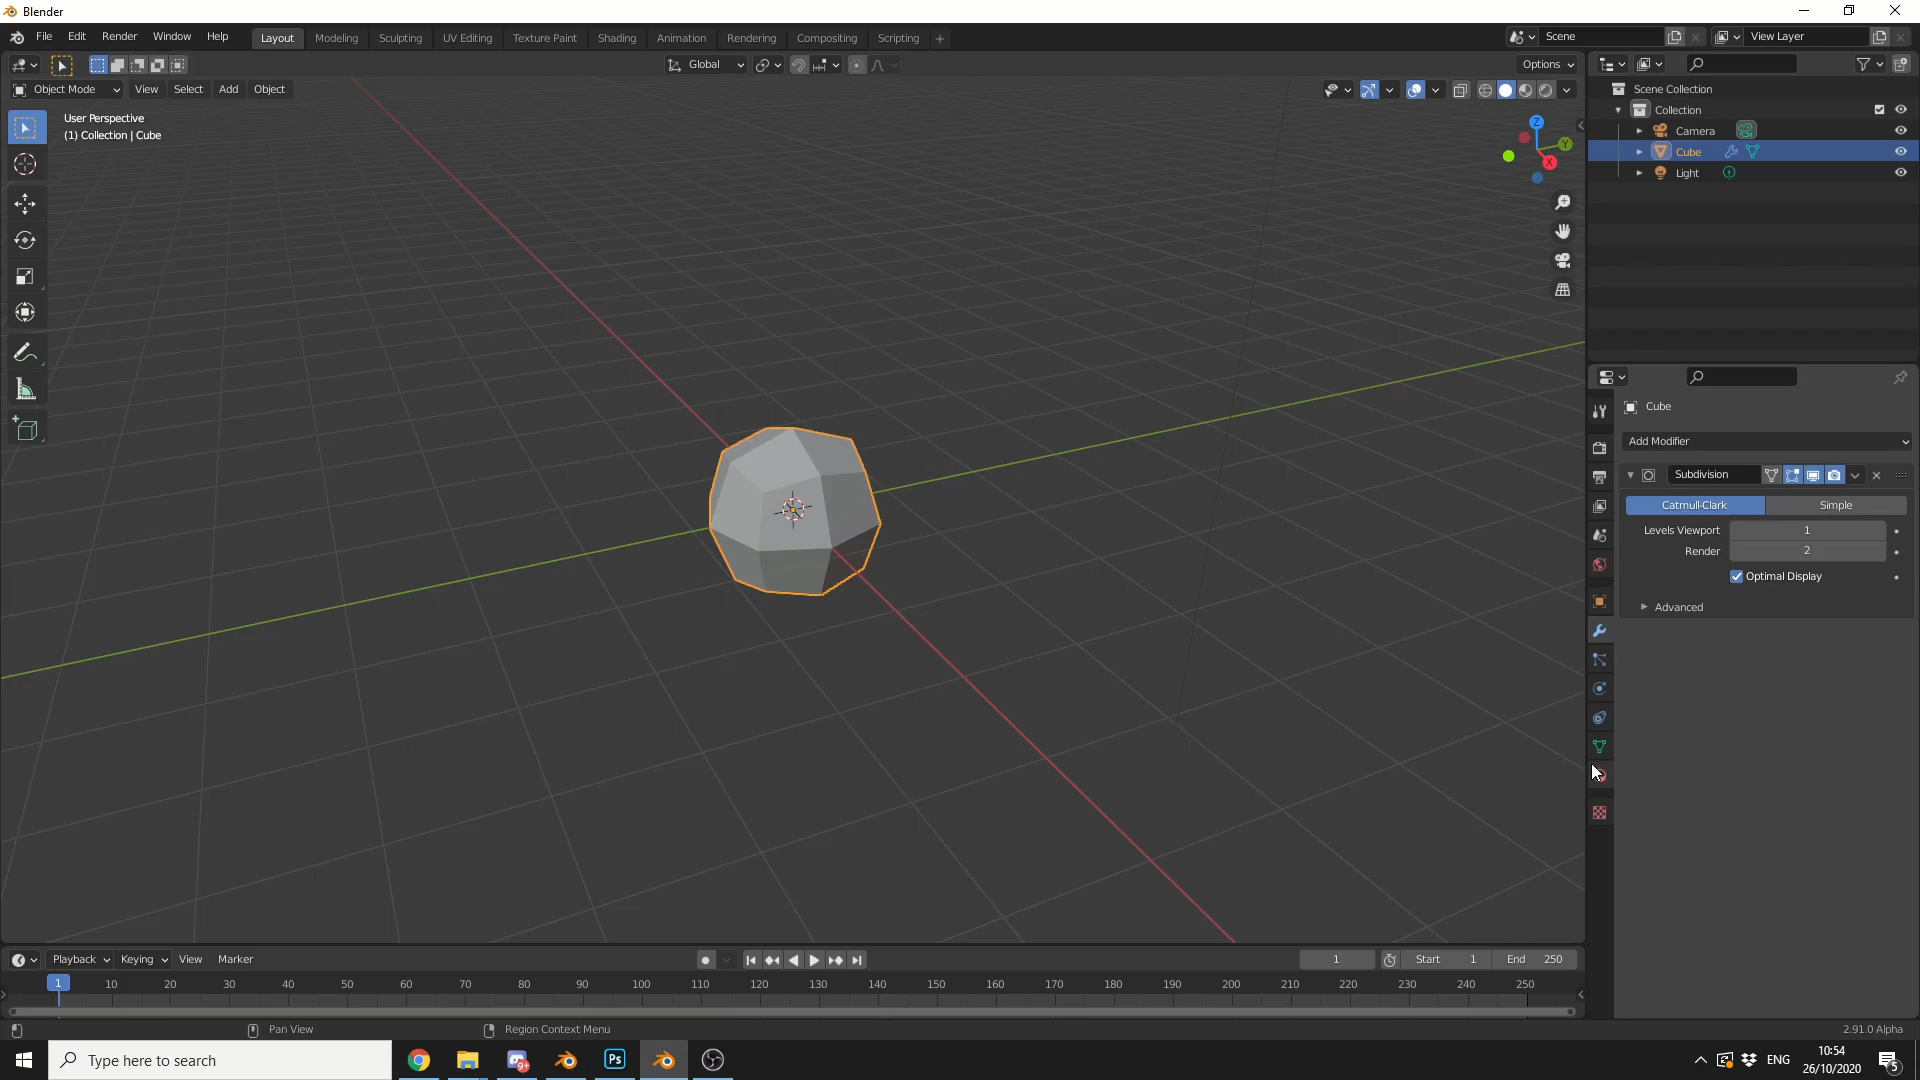 Blender
File Edit Render Window Help Layout Modeling Sculpting UV Editing Texture Paint Shading Animation Rendering Compositing Scripting + Scene View Layer
Global Options
Object Mode View Select Add Object
User Perspective
(1) Collection | Cube
Z
Y
X
Scene Collection
Collection
Camera
Cube
Light
Cube
Add Modifier
Subdivision
Catmull-Clark Simple
Levels Viewport 1
Render 2
Optimal Display
Advanced
Playback Keying View Marker 1 Start 1 End 250
1 10 20 30 40 50 60 70 80 90 100 110 120 130 140 150 160 170 180 190 200 210 220 230 240 250
Pan View Region Context Menu 2.91.0 Alpha
Type here to search 9+ Ps ENG 10:54
26/10/2020 5